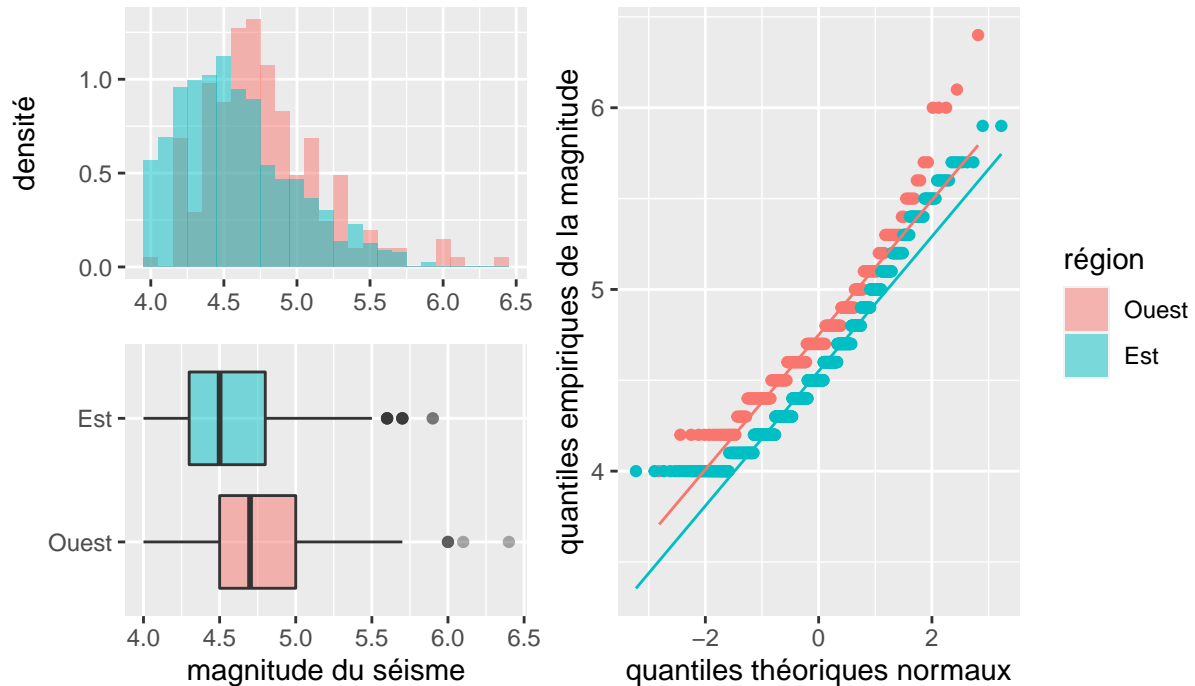 densité
1.0
0.5
0.0
4.0 4.5 5.0 5.5 6.0 6.5
Est
Ouest
4.0 4.5 5.0 5.5 6.0 6.5
magnitude du séisme
quantiles empiriques de la magnitude
6
5
4
−2 0 2
quantiles théoriques normaux
région
Ouest
Est